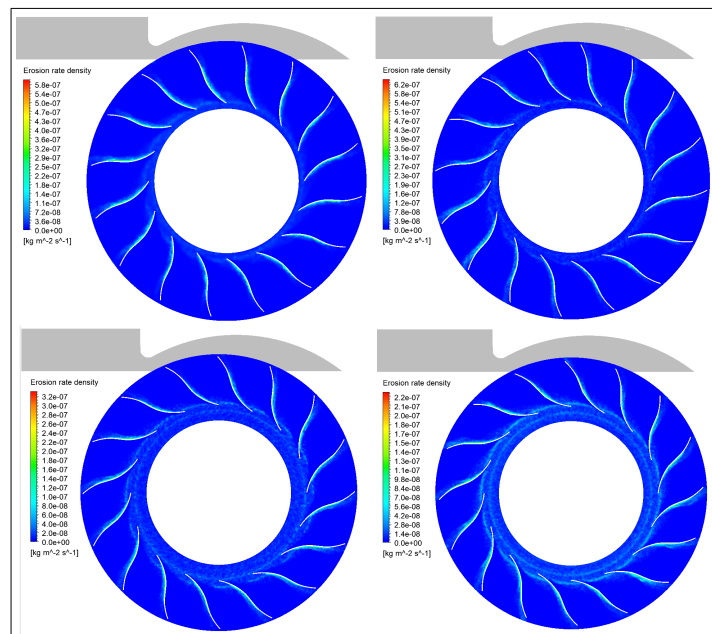 Erosion rate density
5.8e-07
5.4e-07
5.0e-07
4.7e-07
4.3e-07
4.0e-07
3.6e-07
3.2e-07
2.9e-07
2.5e-07
2.2e-07
1.8e-07
1.4e-07
1.1e-07
7.2e-08
3.6e-08
0.0e+00
[kg m^-2 s^-1]
Erosion rate density
6.2e-07
5.8e-07
5.4e-07
5.1e-07
4.7e-07
4.3e-07
3.9e-07
3.5e-07
3.1e-07
2.7e-07
2.3e-07
1.9e-07
1.6e-07
1.2e-07
7.8e-08
3.9e-08
0.0e+00
[kg m^-2 s^-1]
Erosion rate density
3.2e-07
3.0e-07
2.8e-07
2.6e-07
2.4e-07
2.2e-07
2.0e-07
1.8e-07
1.6e-07
1.4e-07
1.2e-07
1.0e-07
8.0e-08
6.0e-08
4.0e-08
2.0e-08
0.0e+00
[kg m^-2 s^-1]
Erosion rate density
2.2e-07
2.1e-07
2.0e-07
1.8e-07
1.7e-07
1.5e-07
1.4e-07
1.3e-07
1.1e-07
9.8e-08
8.4e-08
7.0e-08
5.6e-08
4.2e-08
2.8e-08
1.4e-08
0.0e+00
[kg m^-2 s^-1]